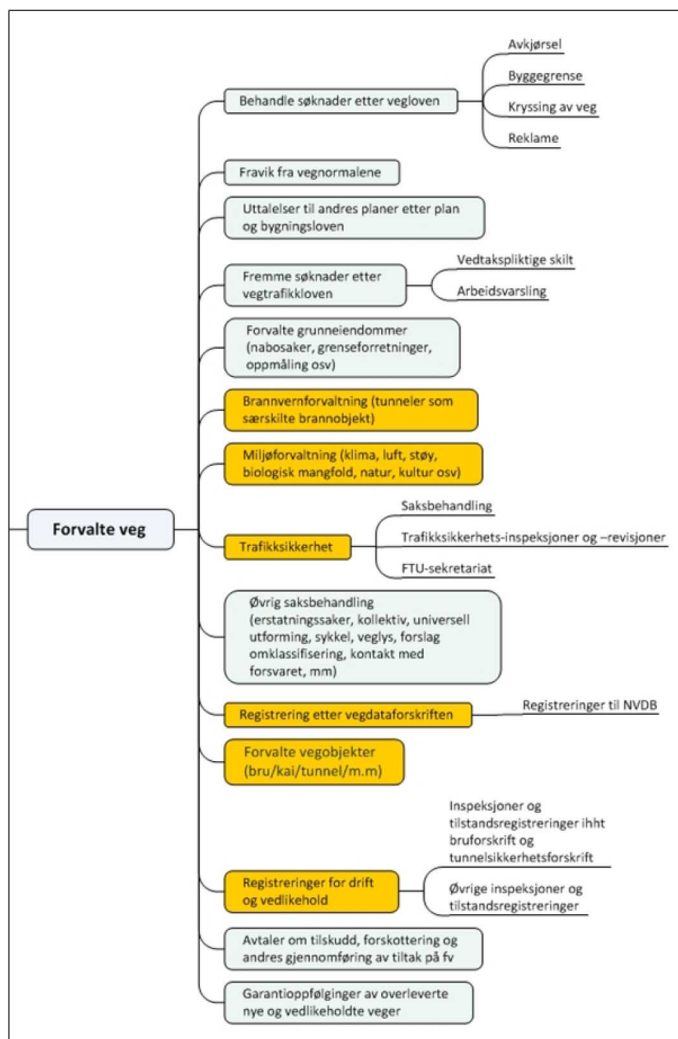 Forvalte veg
Behandle søknader etter vegloven
Avkjørsel
Byggegrense
Kryssing av veg
Reklame
Fravik fra vegnormalene
Uttalelser til andres planer etter plan
og bygningsloven
Fremme søknader etter
vegtrafikkloven
Vedtakspliktige skilt
Arbeidsvarsling
Forvalte grunneiendommer
(nabosaker, grenseforretninger,
oppmåling osv)
Brannvernforvaltning (tunneler som
særskilte brannobjekt)
Miljøforvaltning (klima, luft, støy,
biologisk mangfold, natur, kultur osv)
Trafikksikkerhet
Saksbehandling
Trafikksikkerhets-inspeksjoner og –revisjoner
FTU-sekretariat
Øvrig saksbehandling
(erstatningssaker, kollektiv, universell
utforming, sykkel, veglys, forslag
omklassifisering, kontakt med
forsvaret, mm)
Registrering etter vegdataforskriften
Registreringer til NVDB
Forvalte vegobjekter
(bru/kai/tunnel/m.m)
Registreringer for drift
og vedlikehold
Inspeksjoner og
tilstandsregistreringer ihht
bruforskrift og
tunnelsikkerhetsforskrift
Øvrige inspeksjoner og
tilstandsregistreringer
Avtaler om tilskudd, forskottering og
andres gjennomføring av tiltak på fv
Garantioppfølginger av overleverte
nye og vedlikeholdte veger